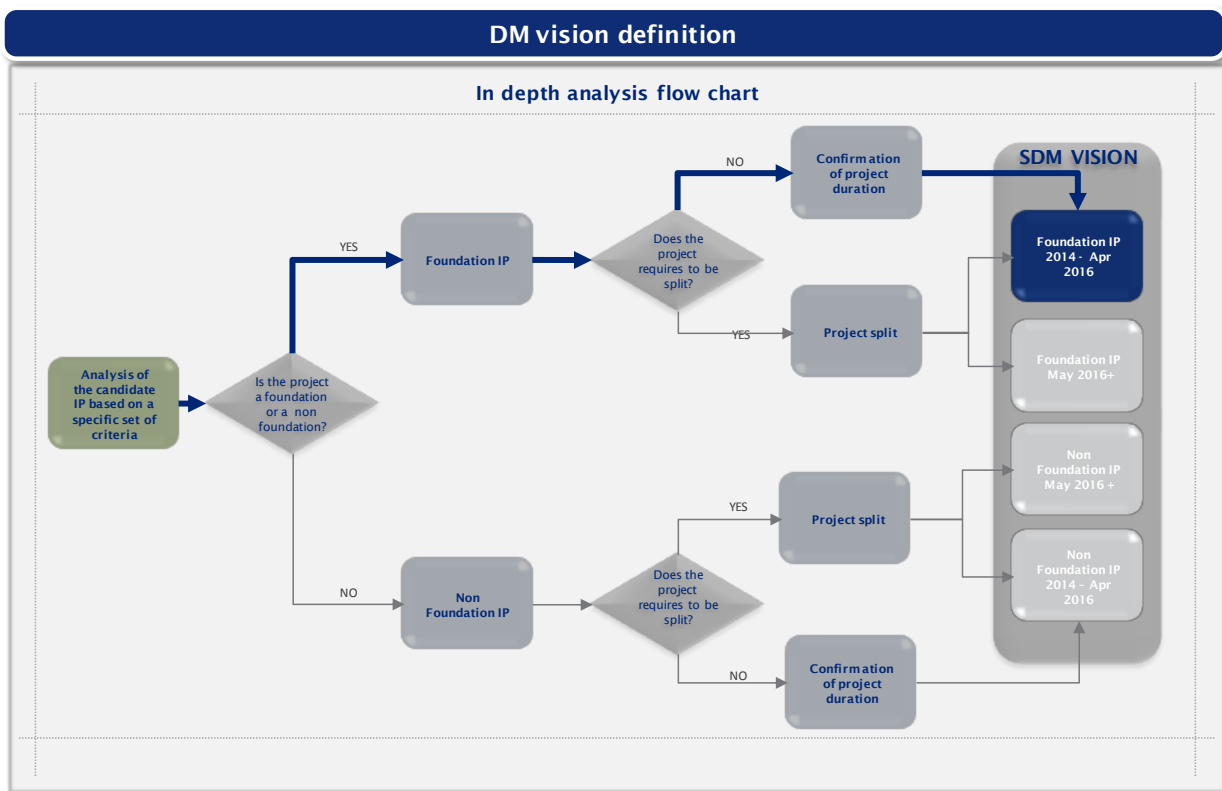 DM vision definition
In depth analysis flow chart
Analysis of
the candidate
IP based on a
specific set of
criteria
Is the project
a foundation
or a non
foundation?
YES
Foundation IP
Does the
project
requires to be
split?
NO
Confirmation
of project
duration
YES
Project split
NO
Non
Foundation IP
Does the
project
requires to be
split?
YES
Project split
NO
Confirmation
of project
duration
SDM VISION
Foundation IP
2014 - Apr
2016
Foundation IP
May 2016+
Non
Foundation IP
May 2016 +
Non
Foundation IP
2014 – Apr
2016